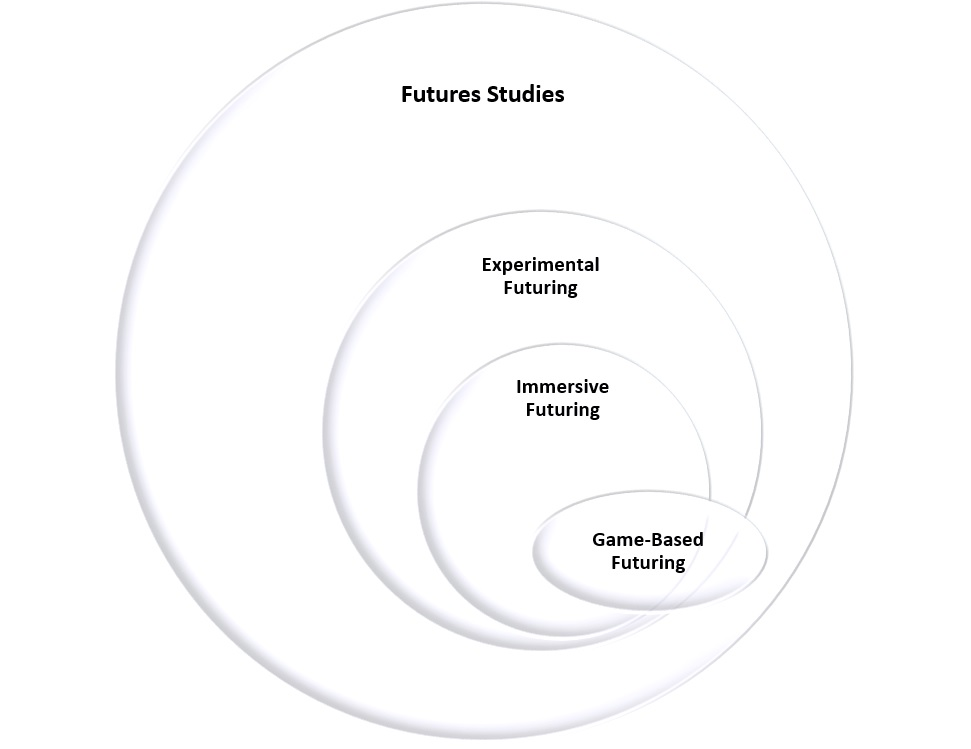 Futures Studies
Experimental
Futuring
Immersive
Futuring
Game-Based
Futuring